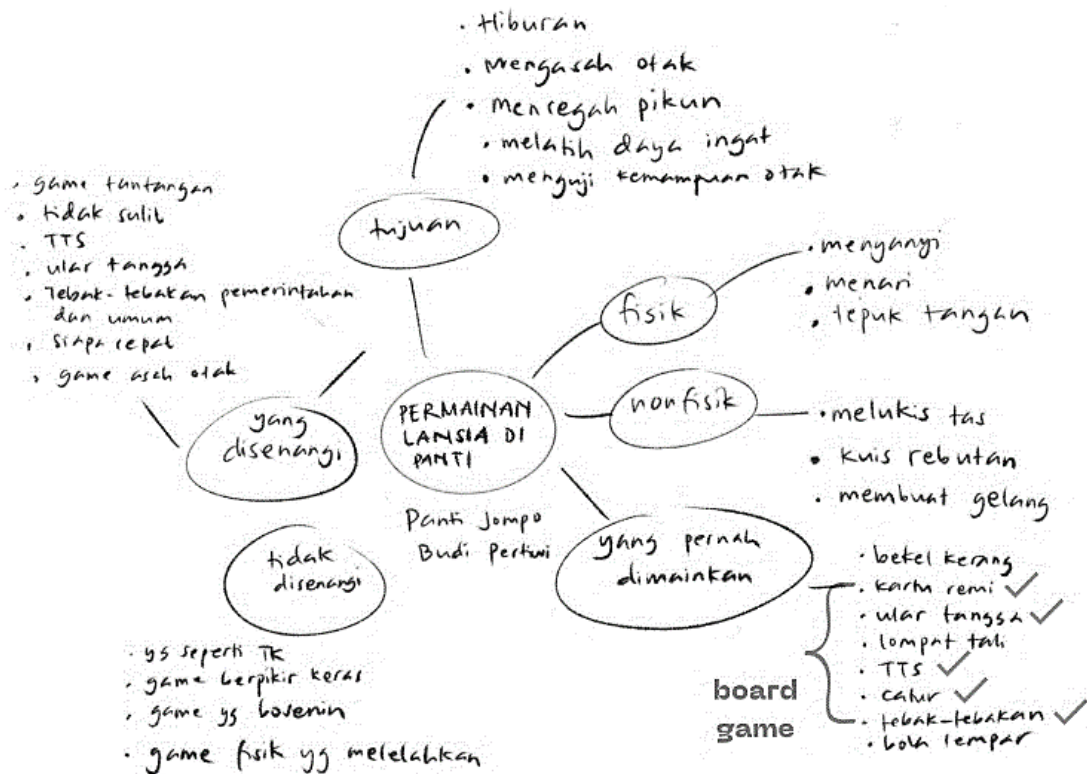 • Hiburan
• mengasah otak
• mencegah pikun
• melatih daya ingat
• menguji kemampuan otak
tujuan
• game tantangan
• tidak sulit
• TTS
• ular tangga
• Tebak-tebakan pemerintahan
dan umum
• siapa cepat
• game asah otak
yang
disenangi
fisik
• menyanyi
• menari
• tepuk tangan
nonfisik
• melukis tas
• kuis rebutan
• membuat gelang
PERMAINAN
LANSIA DI
PANTI
Panti Jompo
Budi Pertiwi
tidak
disenangi
• yg seperti TK
• game berpikir keras
• game yg bosenin
• game fisik yg melelahkan
yang pernah
dimainkan
• bekel kerang
• kartu remi ✓
• ular tangga ✓
• lompat tali
• TTS ✓
• catur ✓
• tebak-tebakan ✓
• bola lempar
board
game